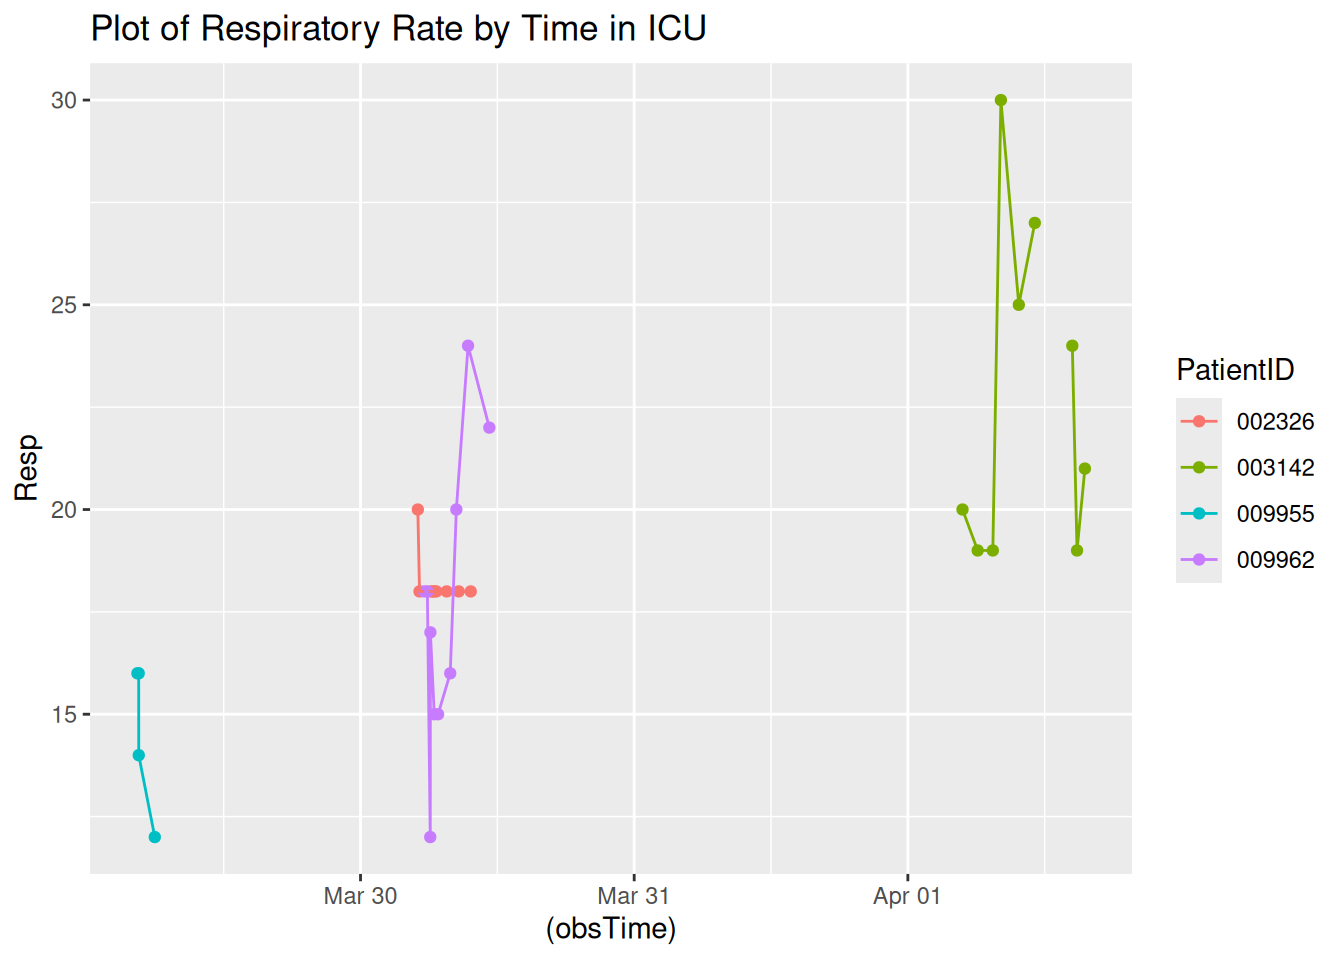 Plot of Respiratory Rate by Time in ICU
30
25
20
15
Resp
Mar 30
Mar 31
Apr 01
(obsTime)
PatientID
002326
003142
009955
009962